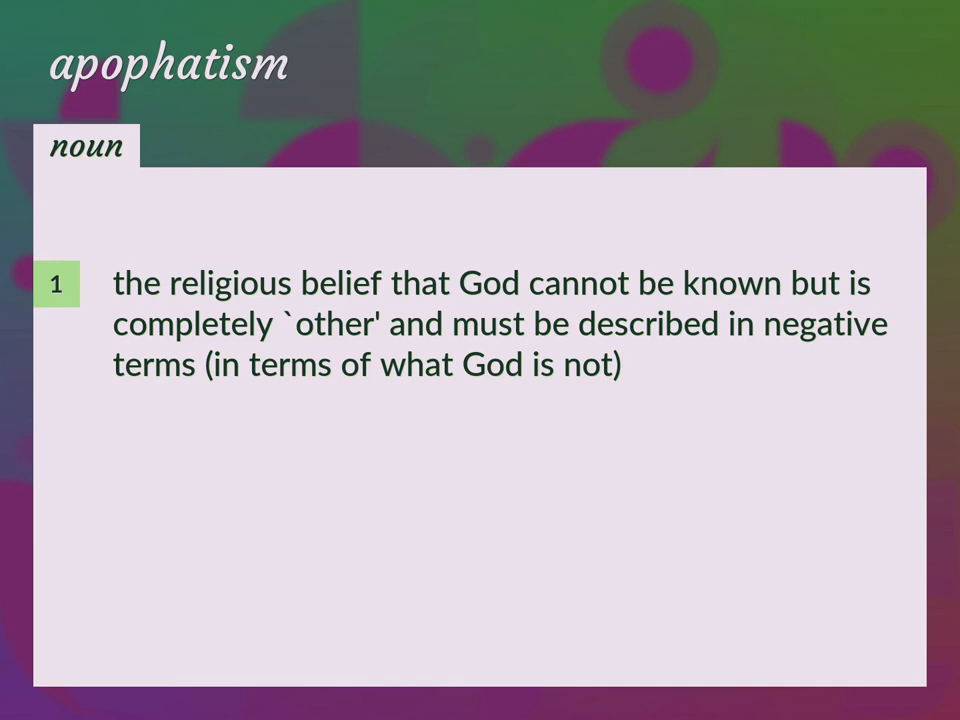 apophatism
noun
1
the religious belief that God cannot be known but is
completely `other' and must be described in negative
terms (in terms of what God is not)